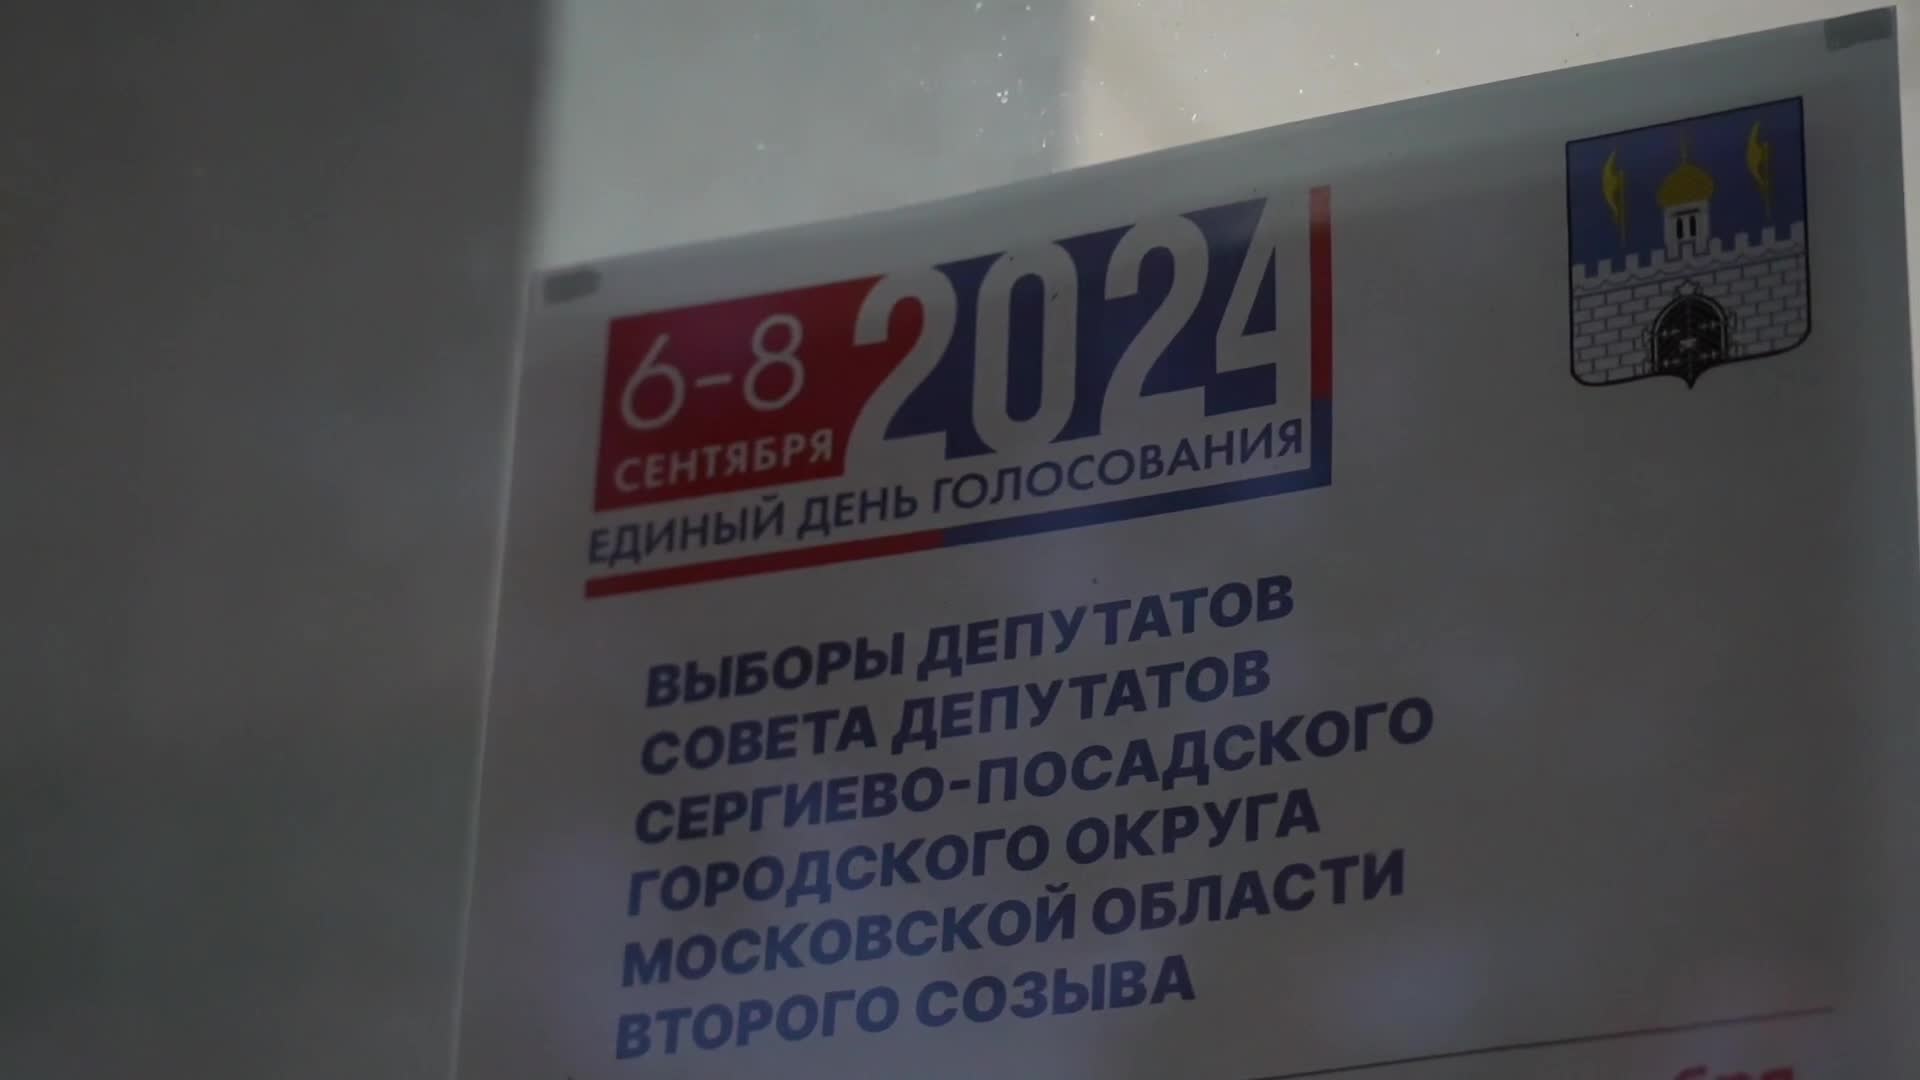 6–8 2024
СЕНТЯБРЯ
ЕДИНЫЙ ДЕНЬ ГОЛОСОВАНИЯ
ВЫБОРЫ ДЕПУТАТОВ
СОВЕТА ДЕПУТАТОВ
СЕРГИЕВО-ПОСАДСКОГО
ГОРОДСКОГО ОКРУГА
МОСКОВСКОЙ ОБЛАСТИ
ВТОРОГО СОЗЫВА